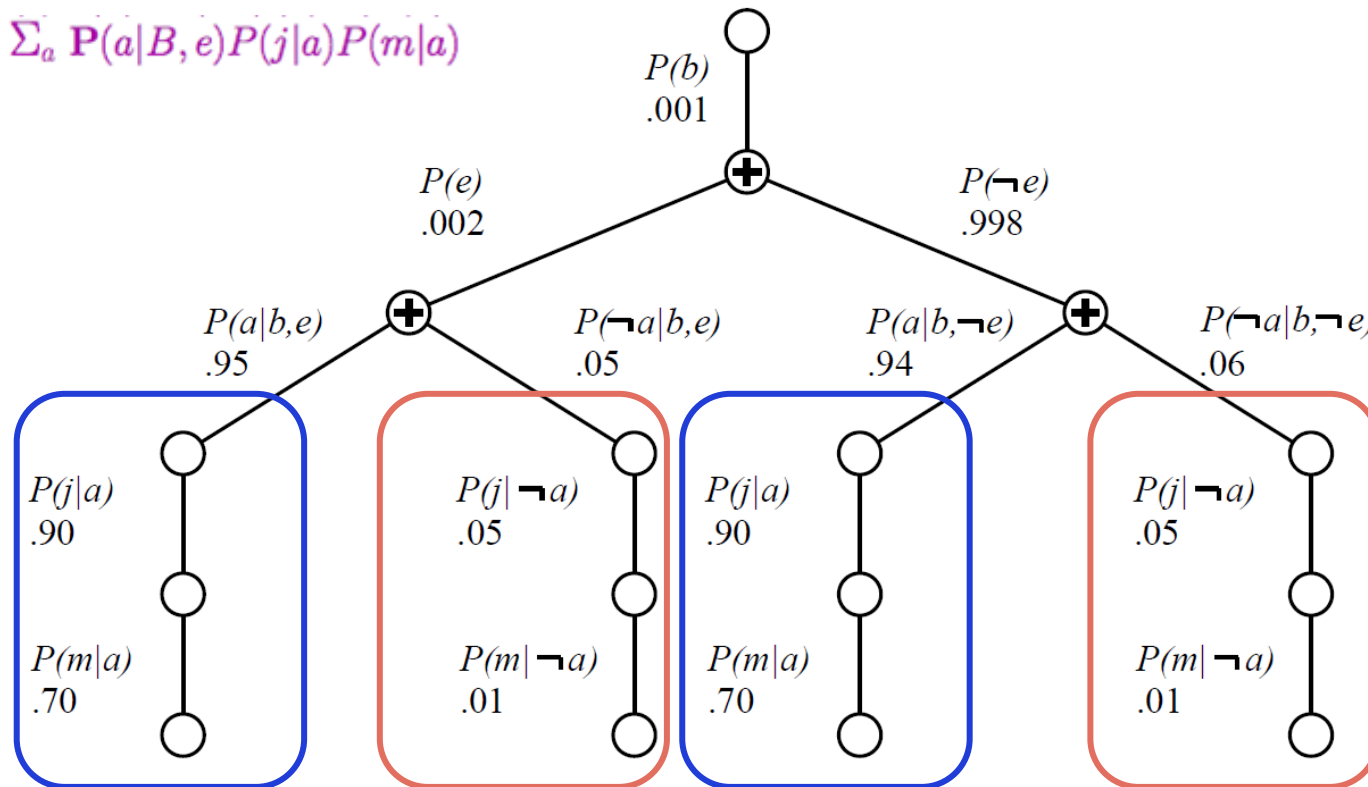 Σₐ P(a|B, e)P(j|a)P(m|a)
P(b)
.001
P(e)
.002
P(¬e)
.998
P(a|b,e)
.95
P(¬a|b,e)
.05
P(a|b,¬e)
.94
P(¬a|b,¬e)
.06
P(j|a)
.90
P(j|¬a)
.05
P(j|a)
.90
P(j|¬a)
.05
P(m|a)
.70
P(m|¬a)
.01
P(m|a)
.70
P(m|¬a)
.01